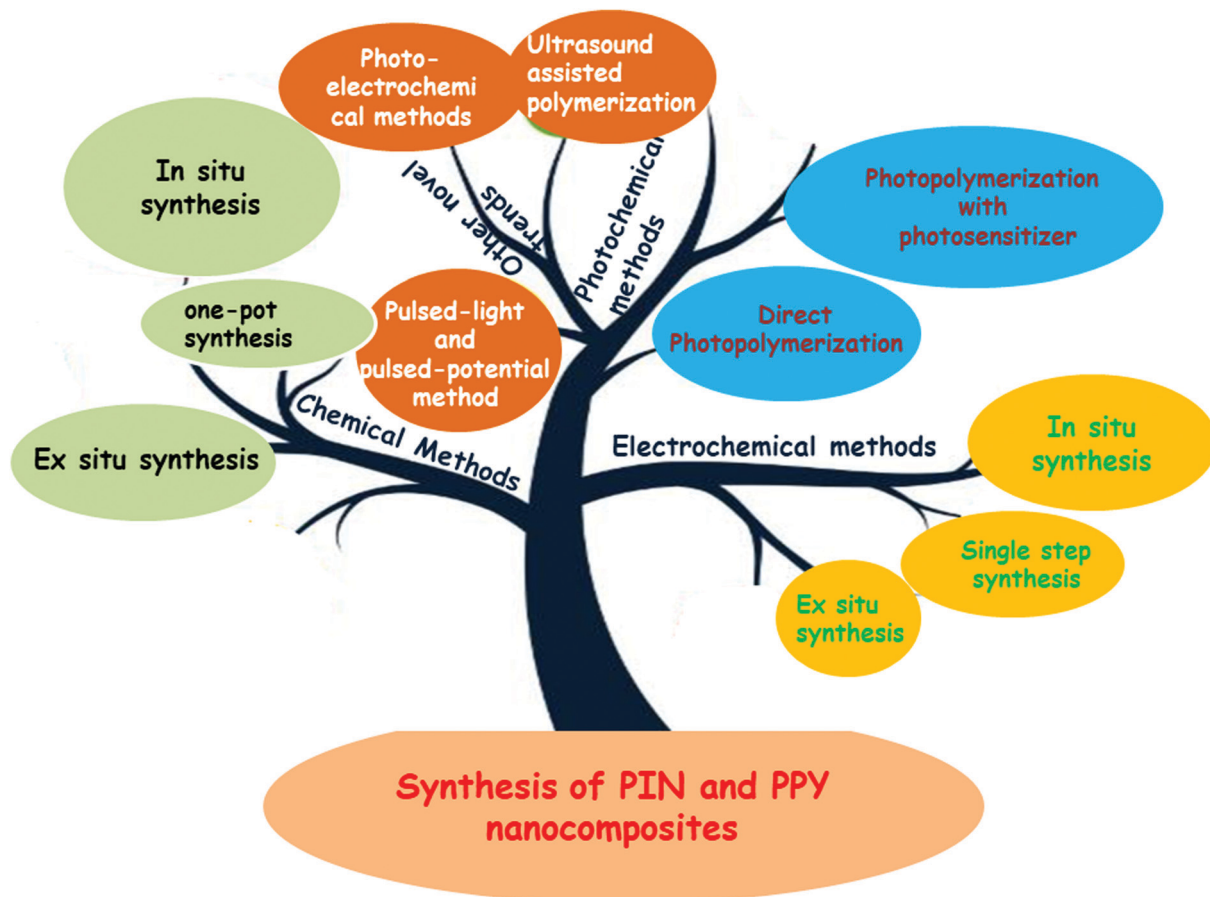 Photo-
electrochemi
cal methods
Ultrasound
assisted
polymerization
In situ
synthesis
Other novel
trends
Photochemical
methods
Photopolymerization
with
photosensitizer
one-pot
synthesis
Pulsed-light
and
pulsed-potential
method
Direct
Photopolymerization
Ex situ synthesis
Chemical Methods
Electrochemical methods
In situ
synthesis
Single step
synthesis
Ex situ
synthesis
Synthesis of PIN and PPY
nanocomposites